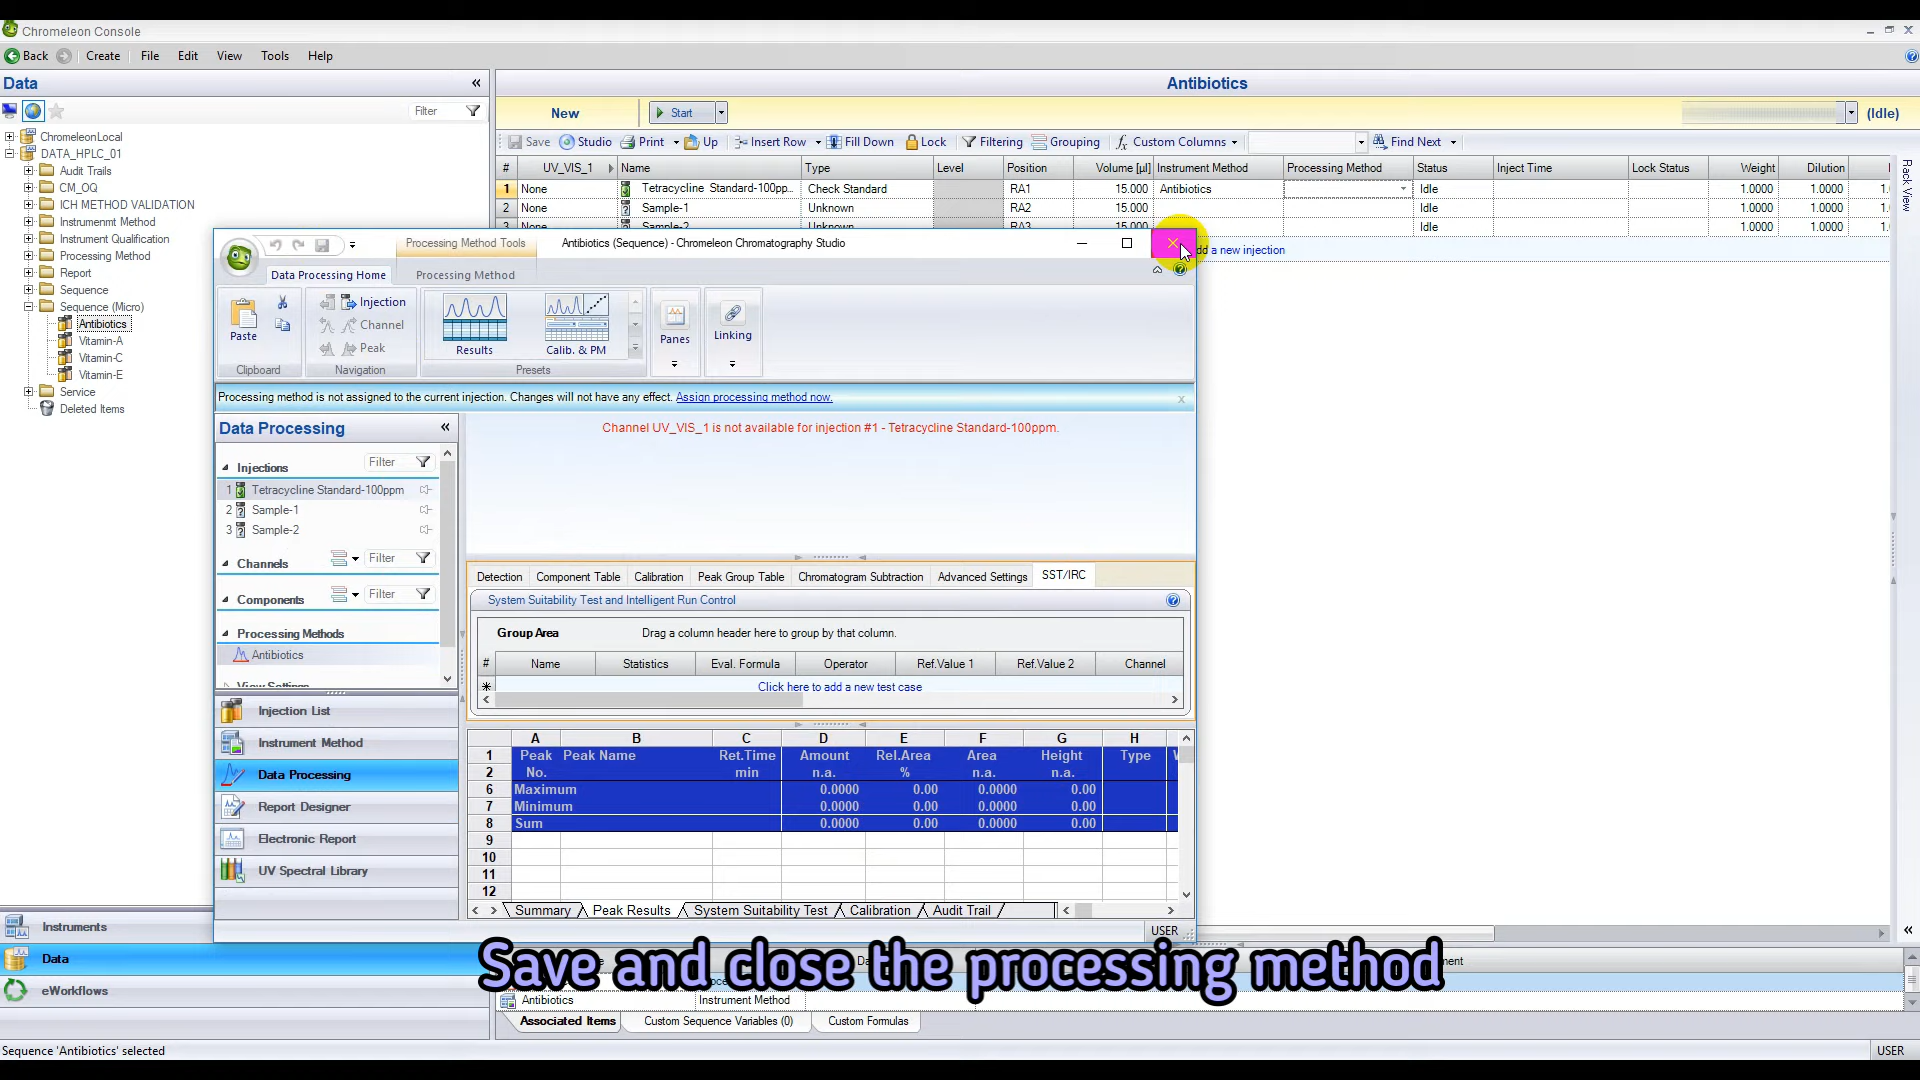 Chromeleon Console
Back Create File Edit View Tools Help
Data
Filter
ChromeleonLocal
DATA_HPLC_01
Audit Trails
CM_OQ
ICH METHOD VALIDATION
Instrumenmt Method
Instrument Qualification
Processing Method
Report
Sequence
Sequence (Micro)
Antibiotics
Vitamin-A
Vitamin-C
Vitamin-E
Service
Deleted Items
Instruments
Data
eWorkflows
Sequence 'Antibiotics' selected
Antibiotics
New Start (Idle)
Save Studio Print Up Insert Row Fill Down Lock Filtering Grouping Custom Columns Find Next
# UV_VIS_1 Name Type Level Position Volume [µl] Instrument Method Processing Method Status Inject Time Lock Status Weight Dilution
1 None Tetracycline Standard-100pp... Check Standard RA1 15.000 Antibiotics Idle 1.0000 1.0000 1.
2 None Sample-1 Unknown RA2 15.000 Idle 1.0000 1.0000 1.
3 None Sample-2 Unknown RA3 15.000 Idle 1.0000 1.0000 1.
dd a new injection
Rack View
Processing Method Tools
Antibiotics (Sequence) - Chromeleon Chromatography Studio
Data Processing Home Processing Method
Paste
Clipboard
Injection
Channel
Peak
Navigation
Results
Calib. & PM
Presets
Panes
Linking
Processing method is not assigned to the current injection. Changes will not have any effect. Assign processing method now.
Data Processing
Injections Filter
1 Tetracycline Standard-100ppm
2 Sample-1
3 Sample-2
Channels Filter
Components Filter
Processing Methods
Antibiotics
View Settings
Injection List
Instrument Method
Data Processing
Report Designer
Electronic Report
UV Spectral Library
Channel UV_VIS_1 is not available for injection #1 - Tetracycline Standard-100ppm.
Detection Component Table Calibration Peak Group Table Chromatogram Subtraction Advanced Settings SST/IRC
System Suitability Test and Intelligent Run Control
Group Area Drag a column header here to group by that column.
# Name Statistics Eval. Formula Operator Ref.Value 1 Ref.Value 2 Channel
Click here to add a new test case
A B C D E F G H
1 Peak Peak Name Ret.Time Amount Rel.Area Area Height Type
2 No. min n.a. % n.a. n.a.
6 Maximum 0.0000 0.00 0.0000 0.00
7 Minimum 0.0000 0.00 0.0000 0.00
8 Sum 0.0000 0.00 0.0000 0.00
9
10
11
12
Summary Peak Results System Suitability Test Calibration Audit Trail
USER
Save and close the processing method
Antibiotics Instrument Method
Associated Items Custom Sequence Variables (0) Custom Formulas
USER